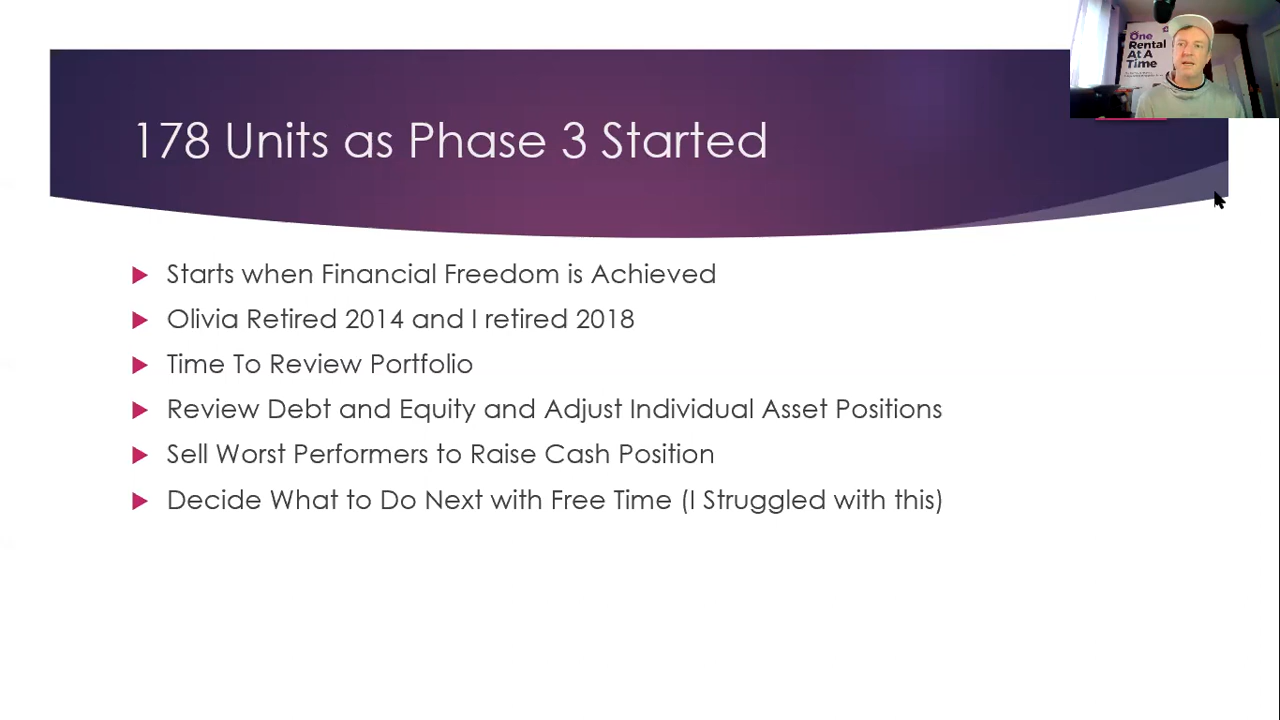 178 Units as Phase 3 Started
One
Rental
At A
Time
Starts when Financial Freedom is Achieved
Olivia Retired 2014 and I retired 2018
Time To Review Portfolio
Review Debt and Equity and Adjust Individual Asset Positions
Sell Worst Performers to Raise Cash Position
Decide What to Do Next with Free Time (I Struggled with this)